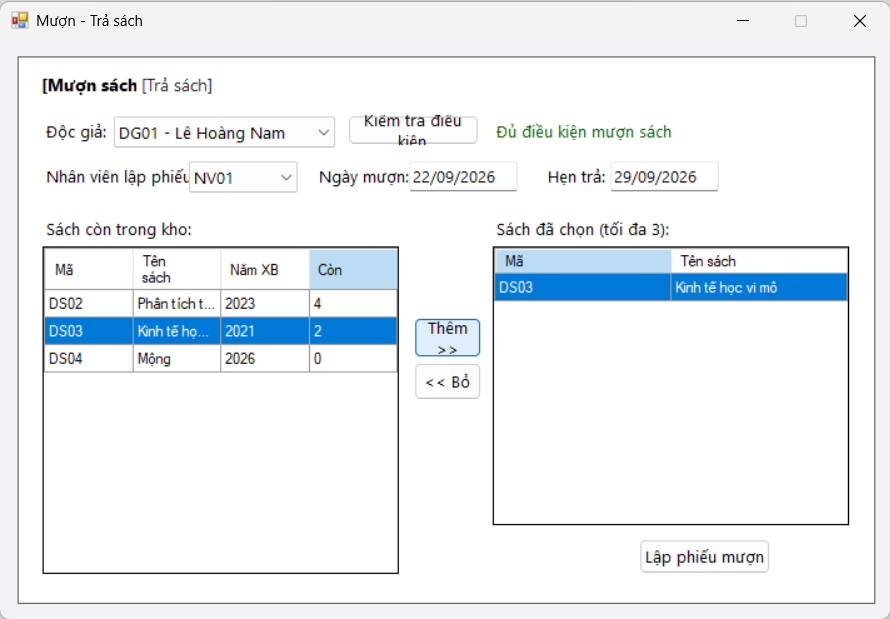 Mượn - Trả sách
[Mượn sách [Trả sách]
Độc giả: DG01 - Lê Hoàng Nam Kiểm tra điều kiện Đủ điều kiện mượn sách
Nhân viên lập phiếu NV01 Ngày mượn: 22/09/2026 Hẹn trả: 29/09/2026
Sách còn trong kho: Sách đã chọn (tối đa 3):
Mã Tên sách Năm XB Còn
DS02 Phân tích t... 2023 4
DS03 Kinh tế họ... 2021 2
DS04 Mộng 2026 0
Thêm >>
<< Bỏ
Mã Tên sách
DS03 Kinh tế học vi mô
Lập phiếu mượn